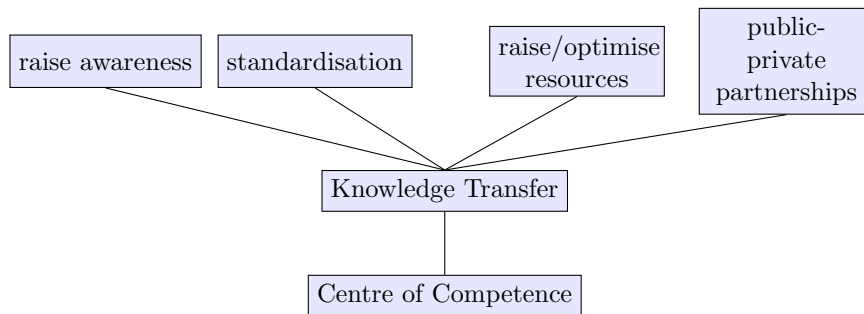 raise awareness
standardisation
raise/optimise
resources
public-
private
partnerships
Knowledge Transfer
Centre of Competence